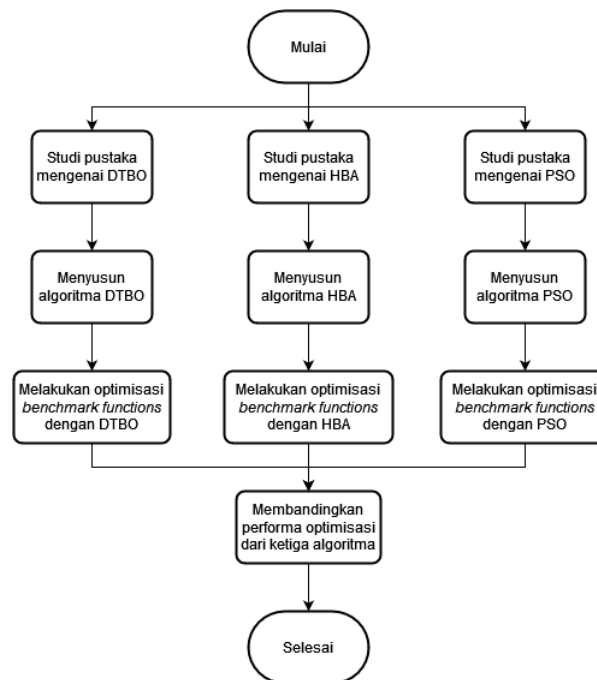 Mulai
Studi pustaka
mengenai DTBO
Studi pustaka
mengenai HBA
Studi pustaka
mengenai PSO
Menyusun
algoritma DTBO
Menyusun
algoritma HBA
Menyusun
algoritma PSO
Melakukan optimisasi
benchmark functions
dengan DTBO
Melakukan optimisasi
benchmark functions
dengan HBA
Melakukan optimisasi
benchmark functions
dengan PSO
Membandingkan
performa optimisasi
dari ketiga algoritma
Selesai